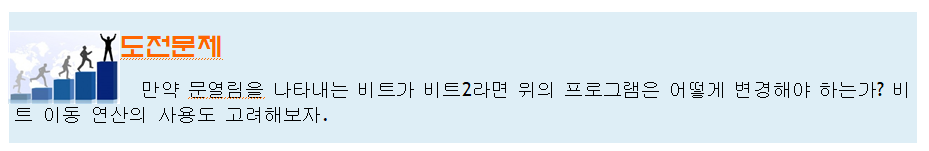 도전문제
만약 문열림을 나타내는 비트가 비트2라면 위의 프로그램은 어떻게 변경해야 하는가? 비
트 이동 연산의 사용도 고려해보자.